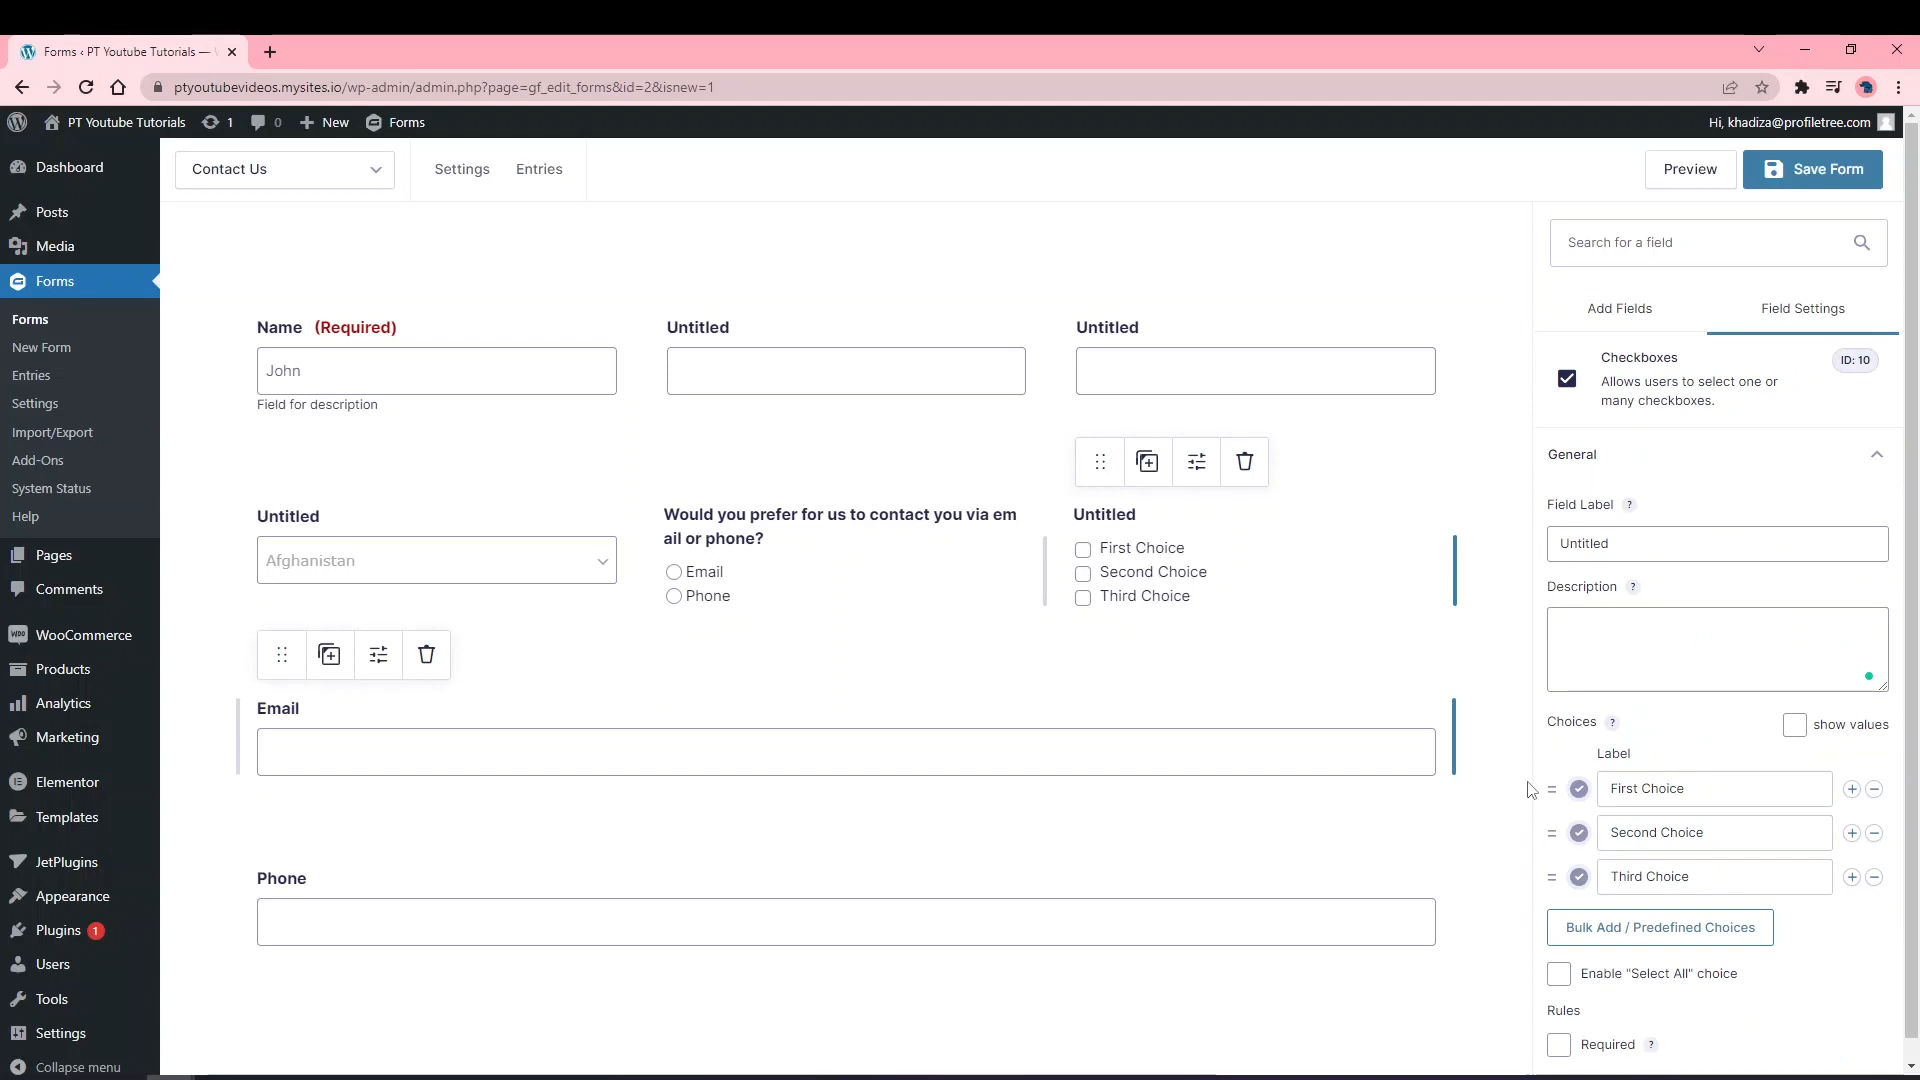 Forms ‹ PT Youtube Tutorials —
ptyoutubevideos.mysites.io/wp-admin/admin.php?page=gf_edit_forms&id=2&isnew=1
PT Youtube Tutorials 1 0 New Forms Hi, khadiza@profiletree.com
Dashboard
Posts
Media
Forms
Forms
New Form
Entries
Settings
Import/Export
Add-Ons
System Status
Help
Pages
Comments
WooCommerce
Products
Analytics
Marketing
Elementor
Templates
JetPlugins
Appearance
Plugins 1
Users
Tools
Settings
Collapse menu
Contact Us Settings Entries Preview Save Form
Name (Required) Untitled Untitled
John
Field for description
Untitled
Afghanistan
Would you prefer for us to contact you via em
ail or phone?
Email
Phone
Untitled
First Choice
Second Choice
Third Choice
Email
Phone
Search for a field
Add Fields Field Settings
Checkboxes ID: 10
Allows users to select one or
many checkboxes.
General
Field Label ?
Untitled
Description ?
Choices ? show values
Label
First Choice
Second Choice
Third Choice
Bulk Add / Predefined Choices
Enable "Select All" choice
Rules
Required ?